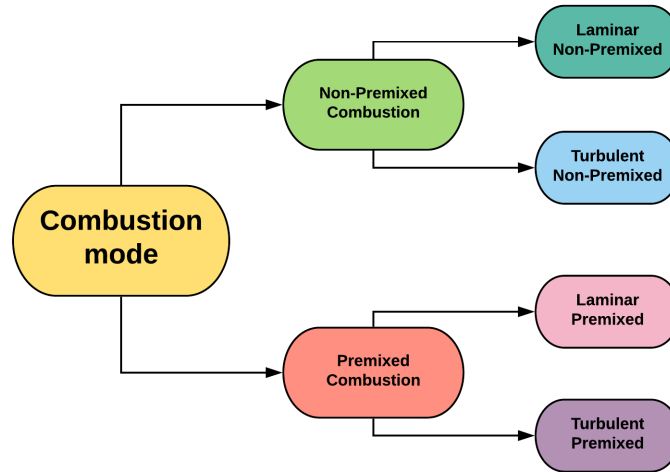 Laminar
Non-Premixed
Non-Premixed
Combustion
Turbulent
Non-Premixed
Combustion
mode
Laminar
Premixed
Premixed
Combustion
Turbulent
Premixed